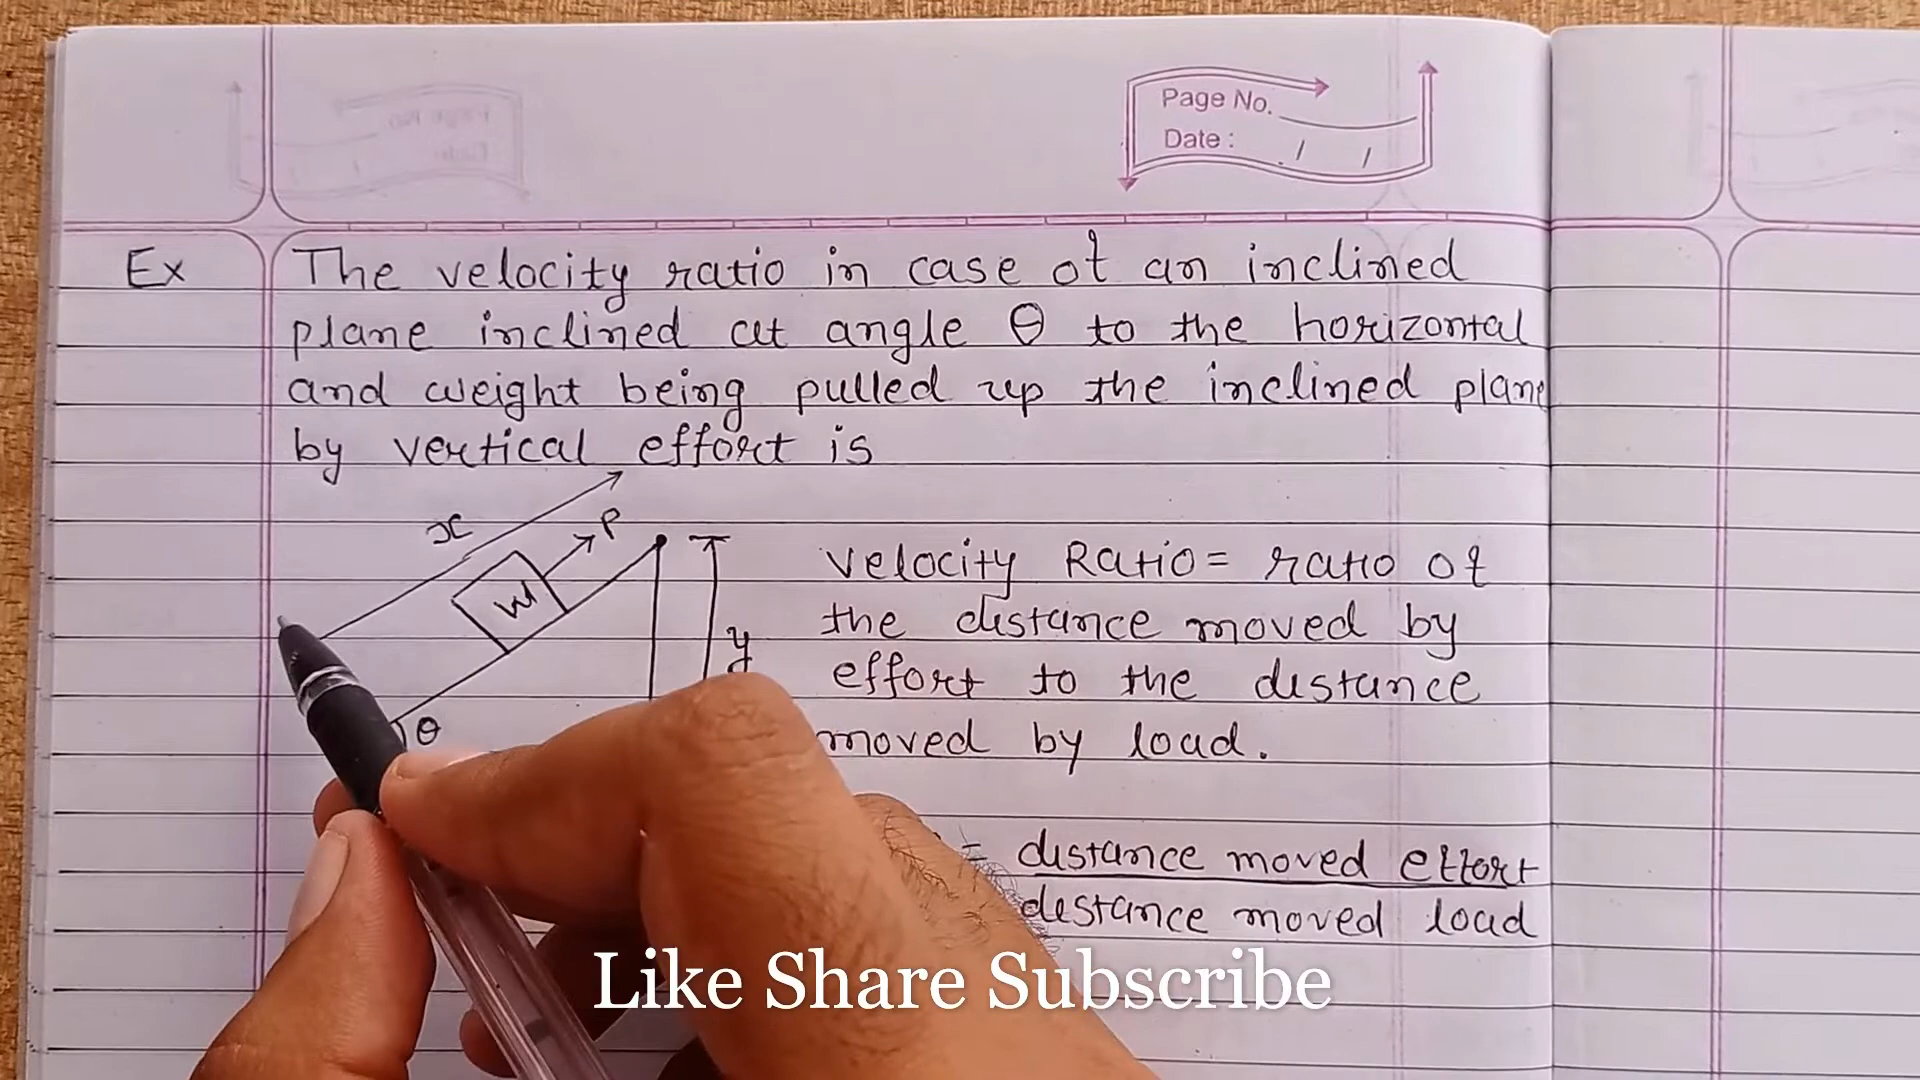 Page No.
Date : / /
Ex
The velocity ratio in case of an inclined
plane inclined at angle θ to the horizontal
and weight being pulled up the inclined plane
by vertical effort is
x
P
W
y
θ
Velocity Ratio = ratio of
the distance moved by
effort to the distance
moved by load.
= distance moved effort
distance moved load
Like Share Subscribe